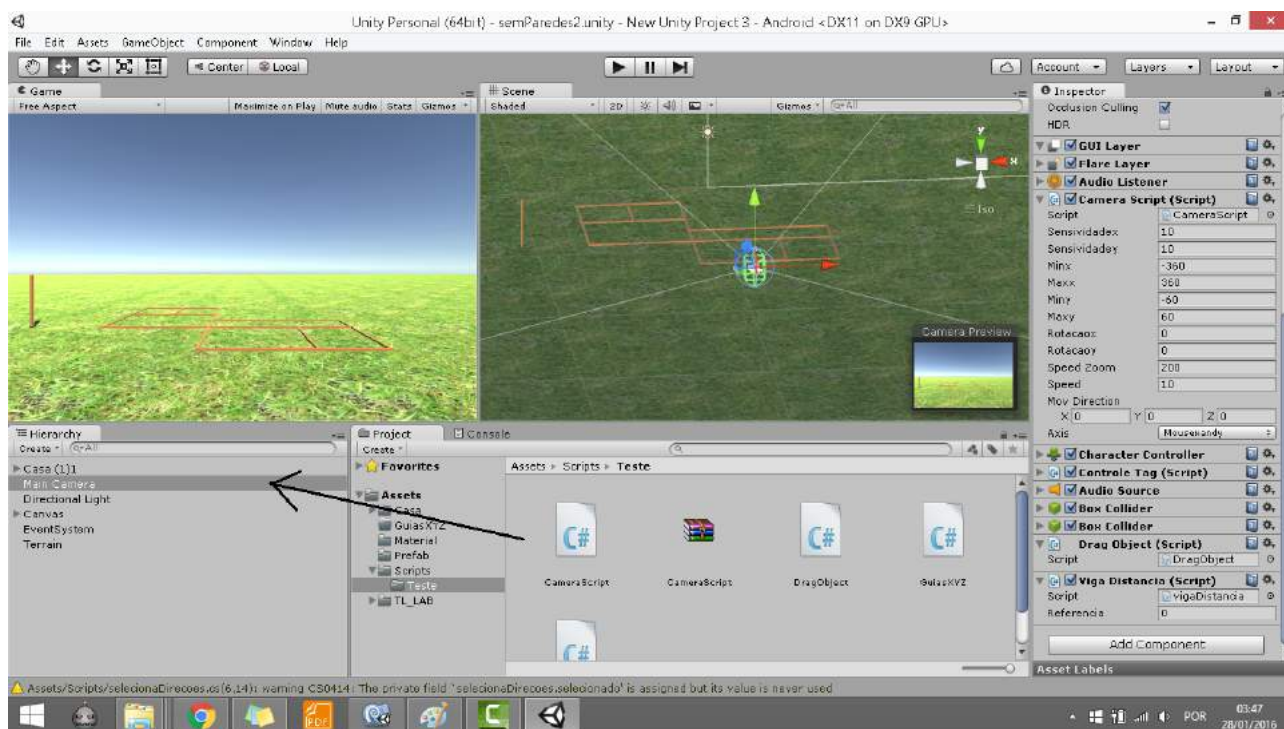 Unity Personal (64bit) - semParedes2.unity - New Unity Project 3 - Android <DX11 on DX9 GPU>
File Edit Assets GameObject Component Window Help
Center Local Account Layers Layout
Game
Free Aspect Maximize on Play Mute audio Stats Gizmos
Scene
Shaded 2D Gizmos All
y
x
Iso
Camera Preview
Inspector
Occlusion Culling
HDR
GUI Layer
Flare Layer
Audio Listener
Camera Script (Script)
Script CameraScript
Sensividadex 10
Sensividadey 10
Minx -360
Maxx 360
Miny -60
Maxy 60
Rotacaox 0
Rotacaoy 0
Speed Zoom 200
Speed 10
Mov Direction
X 0 Y 0 Z 0
Axis Mousexandy
Character Controller
Controle Tag (Script)
Audio Source
Box Collider
Box Collider
Drag Object (Script)
Script DragObject
Viga Distancia (Script)
Script vigaDistancia
Referencia 0
Add Component
Asset Labels
Hierarchy
Create All
Casa (1)1
Main Camera
Directional Light
Canvas
EventSystem
Terrain
Project Console
Create
Favorites
Assets
Casa
GuiasXYZ
Material
Prefab
Scripts
Teste
TL_LAB
Assets Scripts Teste
C# C# C#
CameraScript CameraScript DragObject GuiasXYZ
C#
Assets/Scripts/selecionaDirecoes.cs(6,14): warning CS0414: The private field 'selecionaDirecoes.selecionado' is assigned but its value is never used
PDF
POR
03:47
28/01/2016